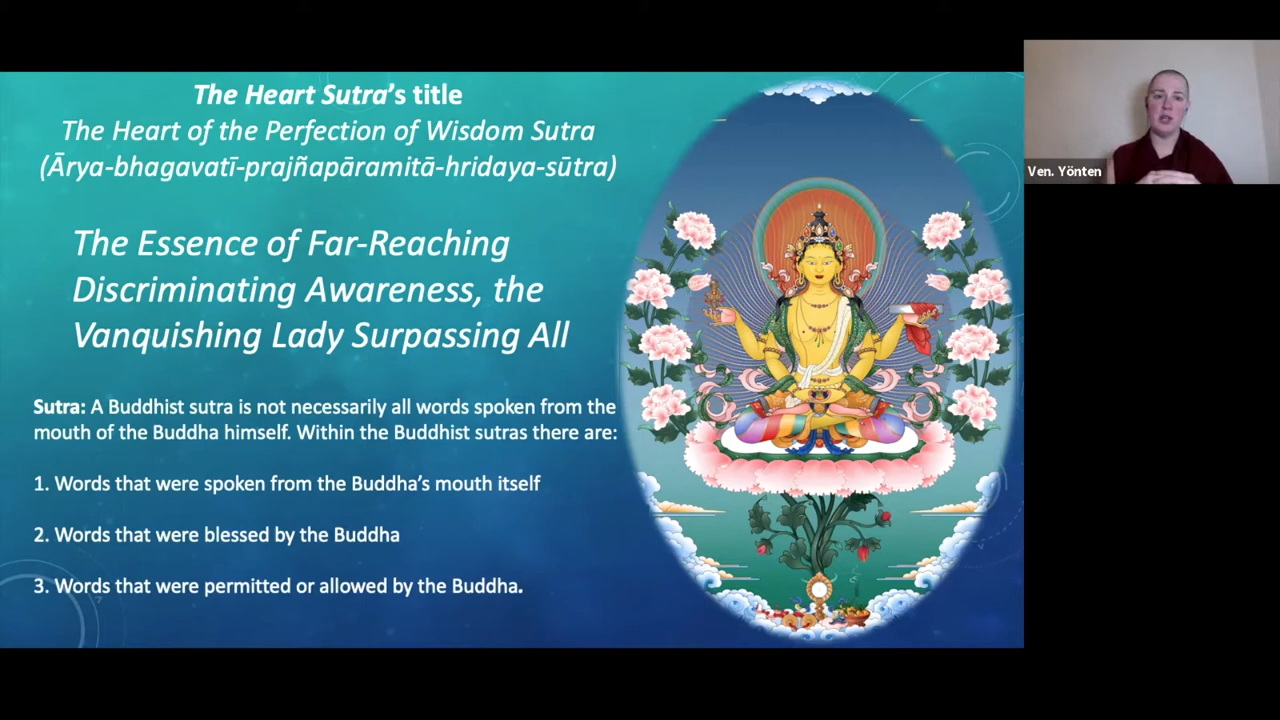 The Heart Sutra's title
The Heart of the Perfection of Wisdom Sutra
(Ārya-bhagavatī-prajñapāramitā-hridaya-sūtra)
The Essence of Far-Reaching
Discriminating Awareness, the
Vanquishing Lady Surpassing All
Sutra: A Buddhist sutra is not necessarily all words spoken from the
mouth of the Buddha himself. Within the Buddhist sutras there are:
1. Words that were spoken from the Buddha's mouth itself
2. Words that were blessed by the Buddha
3. Words that were permitted or allowed by the Buddha.
Ven. Yönten